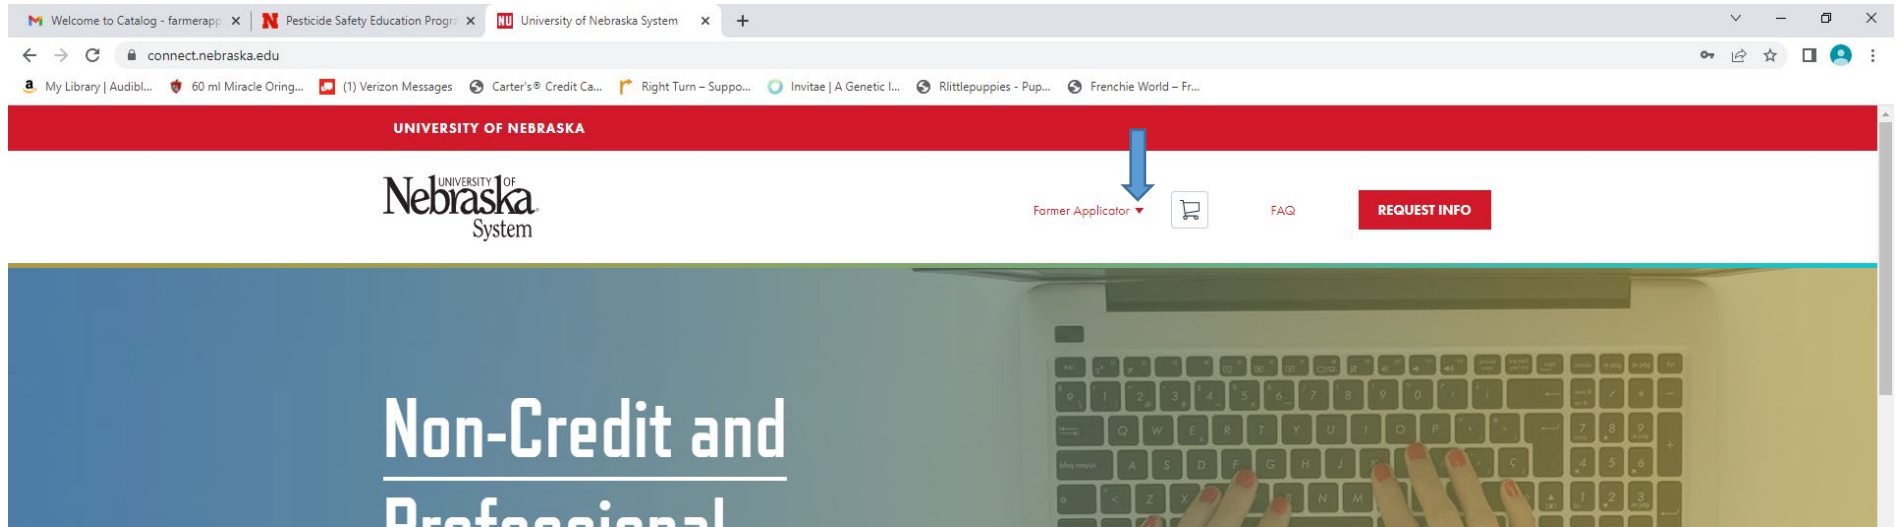 Welcome to Catalog - farmerapp
Pesticide Safety Education Progra
University of Nebraska System
connect.nebraska.edu
My Library | Audibl...
60 ml Miracle Oring...
(1) Verizon Messages
Carter's® Credit Ca...
Right Turn – Suppo...
Invitae | A Genetic I...
Rlittlepuppies - Pup...
Frenchie World – Fr...
UNIVERSITY OF NEBRASKA
UNIVERSITY OF
Nebraska
System
Farmer Applicator
FAQ
REQUEST INFO
Non-Credit and
Professional